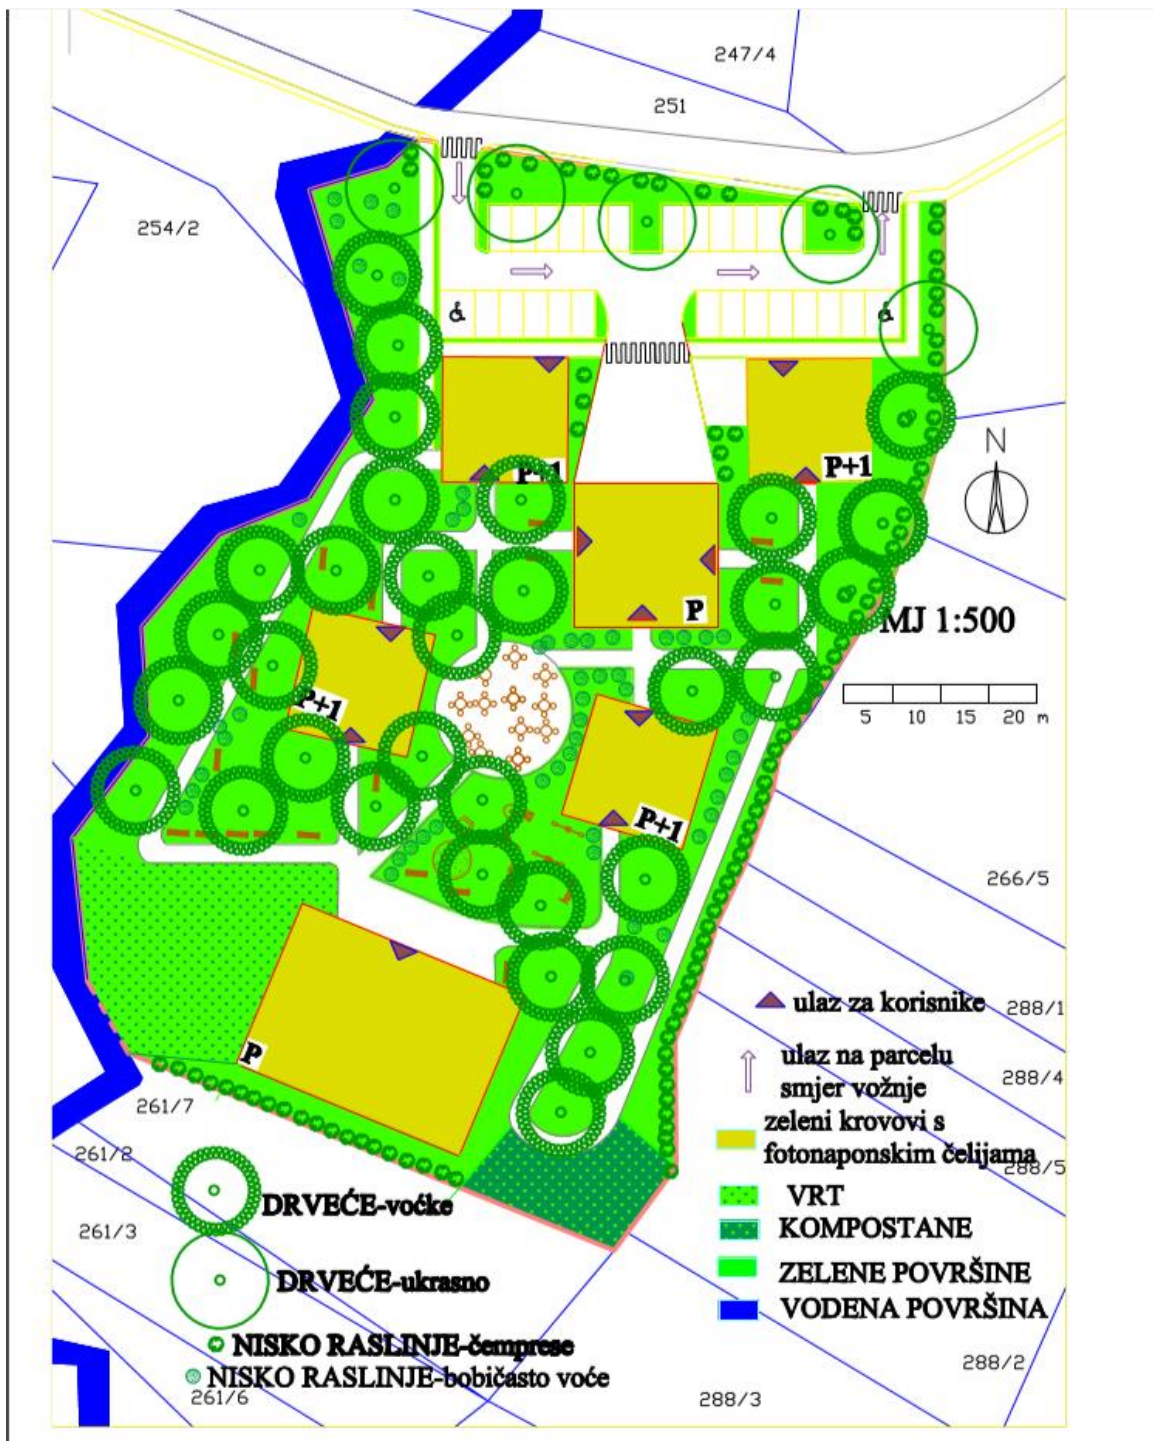 247/4
251
254/2
N
P+1
P+1
P
MJ 1:500
5 10 15 20 m
P+1
P+1
266/5
ulaz za korisnike
288/1
ulaz na parcelu
smjer vožnje
288/4
P
261/7
zeleni krovovi s
fotonaponskim čelijama
288/5
261/2
VRT
DRVEĆE-voćke
KOMPOSTANE
261/3
ZELENE POVRŠINE
DRVEĆE-ukrasno
VODENA POVRŠINA
NISKO RASLINJE-čemprese
288/2
NISKO RASLINJE-bobičasto voće
261/6
288/3